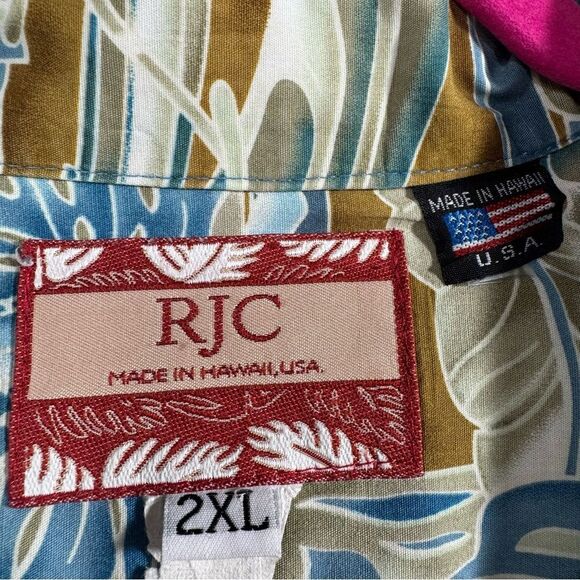 MADE IN HAWAII
U.S.A.
RJC
MADE IN HAWAII, USA.
2XL